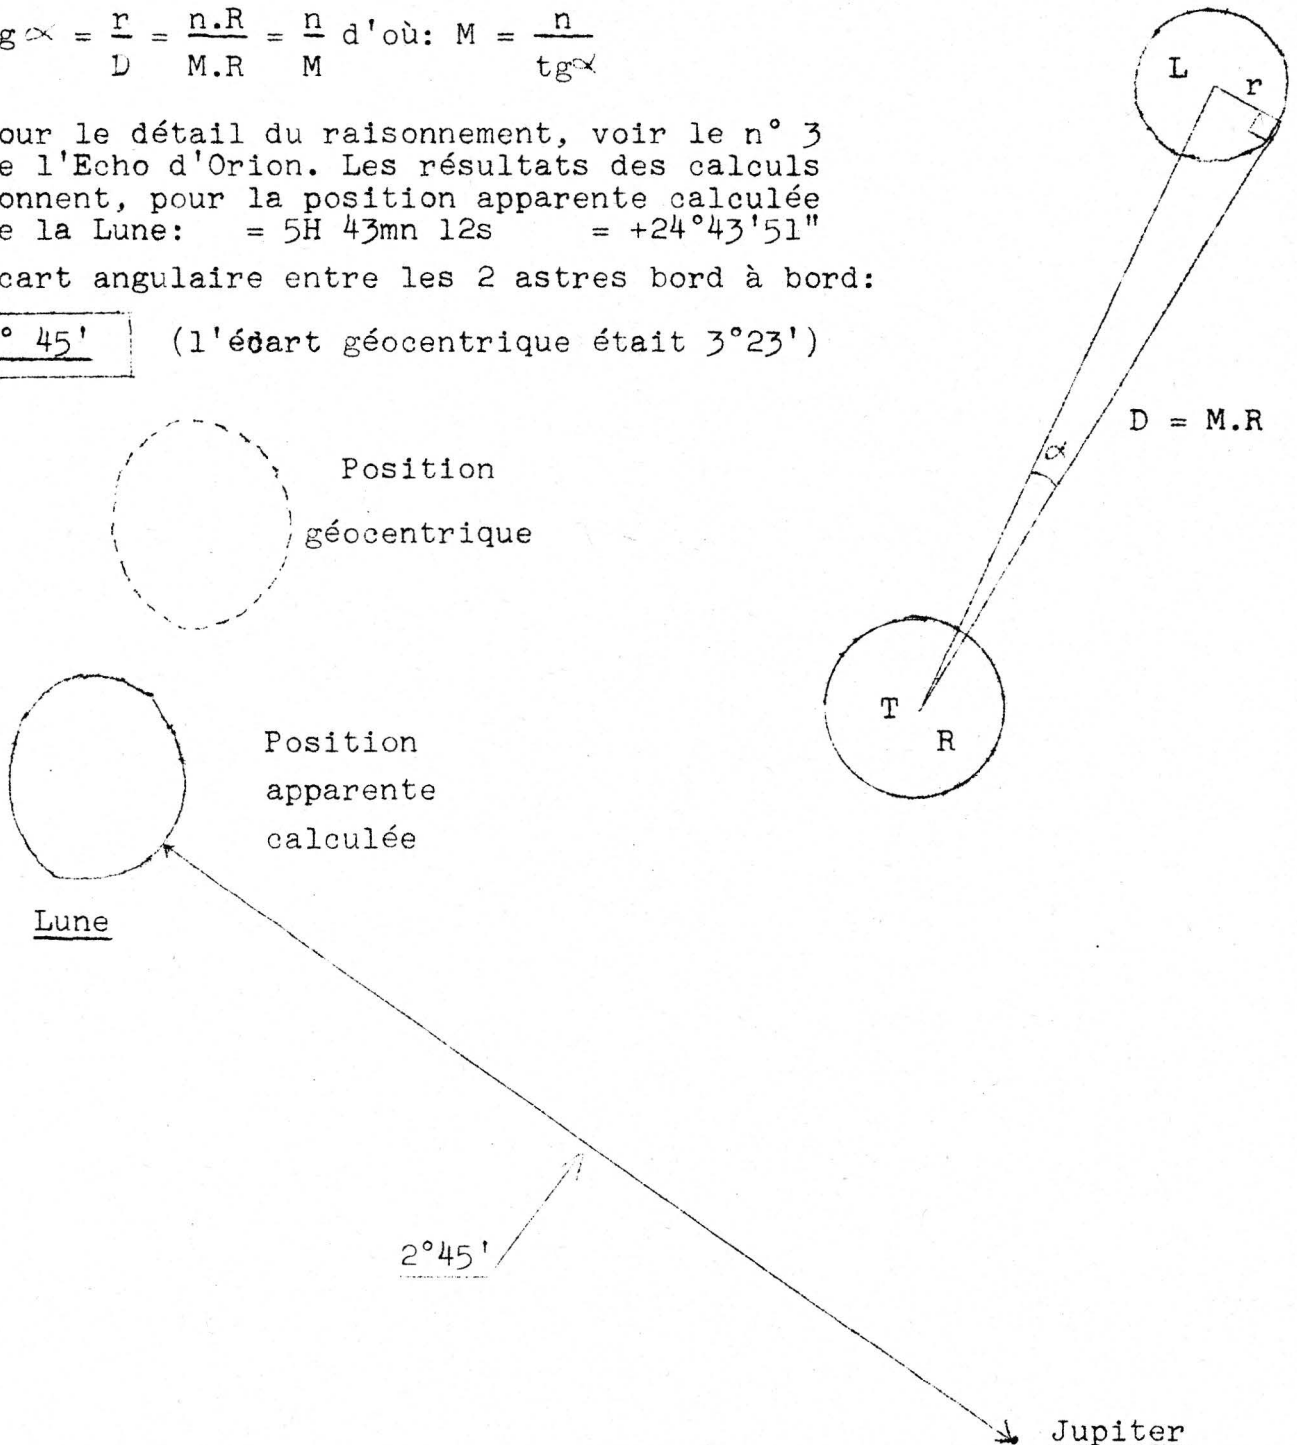 g ∝ = r/D = n.R/M.R = n/M d'où: M = n/tg∝
our le détail du raisonnement, voir le n° 3
e l'Echo d'Orion. Les résultats des calculs
onnent, pour la position apparente calculée
e la Lune: = 5H 43mn 12s = +24°43'51"
cart angulaire entre les 2 astres bord à bord:
° 45' (l'écart géocentrique était 3°23')
L
r
D = M.R
∝
T
R
Position
géocentrique
Position
apparente
calculée
Lune
2°45'
Jupiter